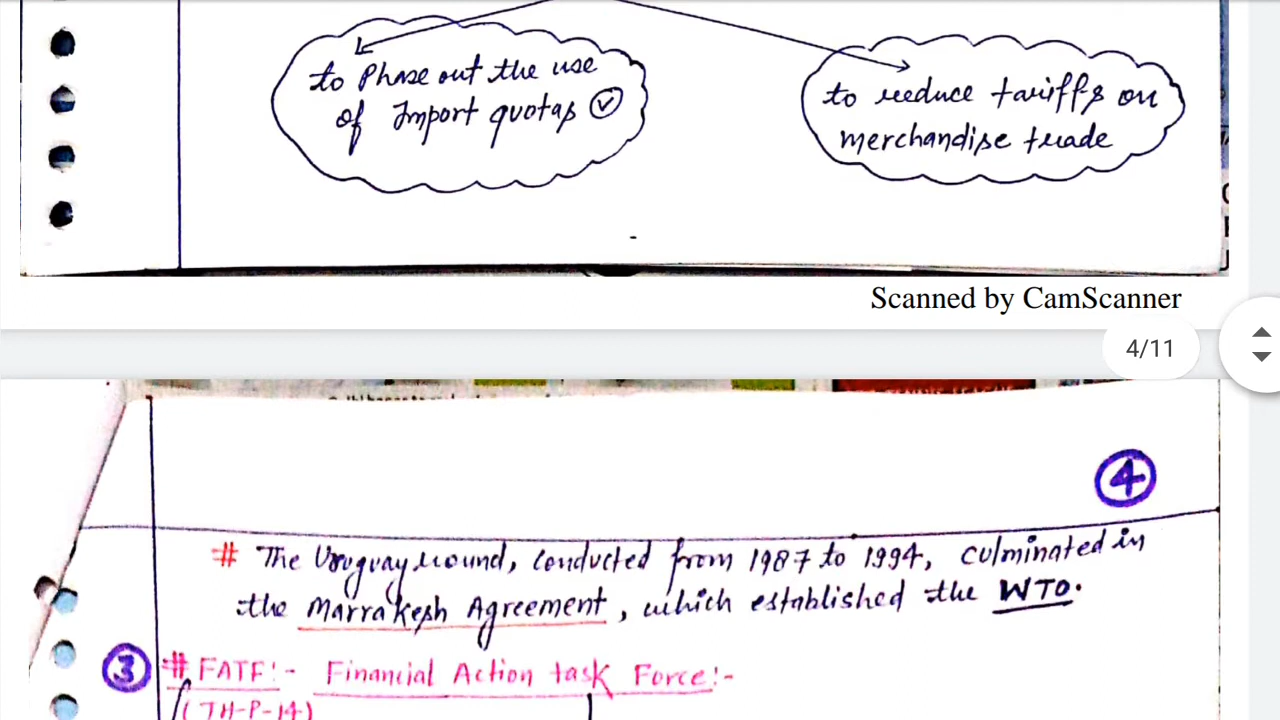 to Phase out the use
of Import quotas
to reduce tariffs on
merchandise trade
Scanned by CamScanner
4/11
4
# The Uruguay round, conducted from 1987 to 1994, culminated in
the Marrakesh Agreement, which established the WTO.
3 # FATF:- Financial Action task Force:-
(TH-P-14)